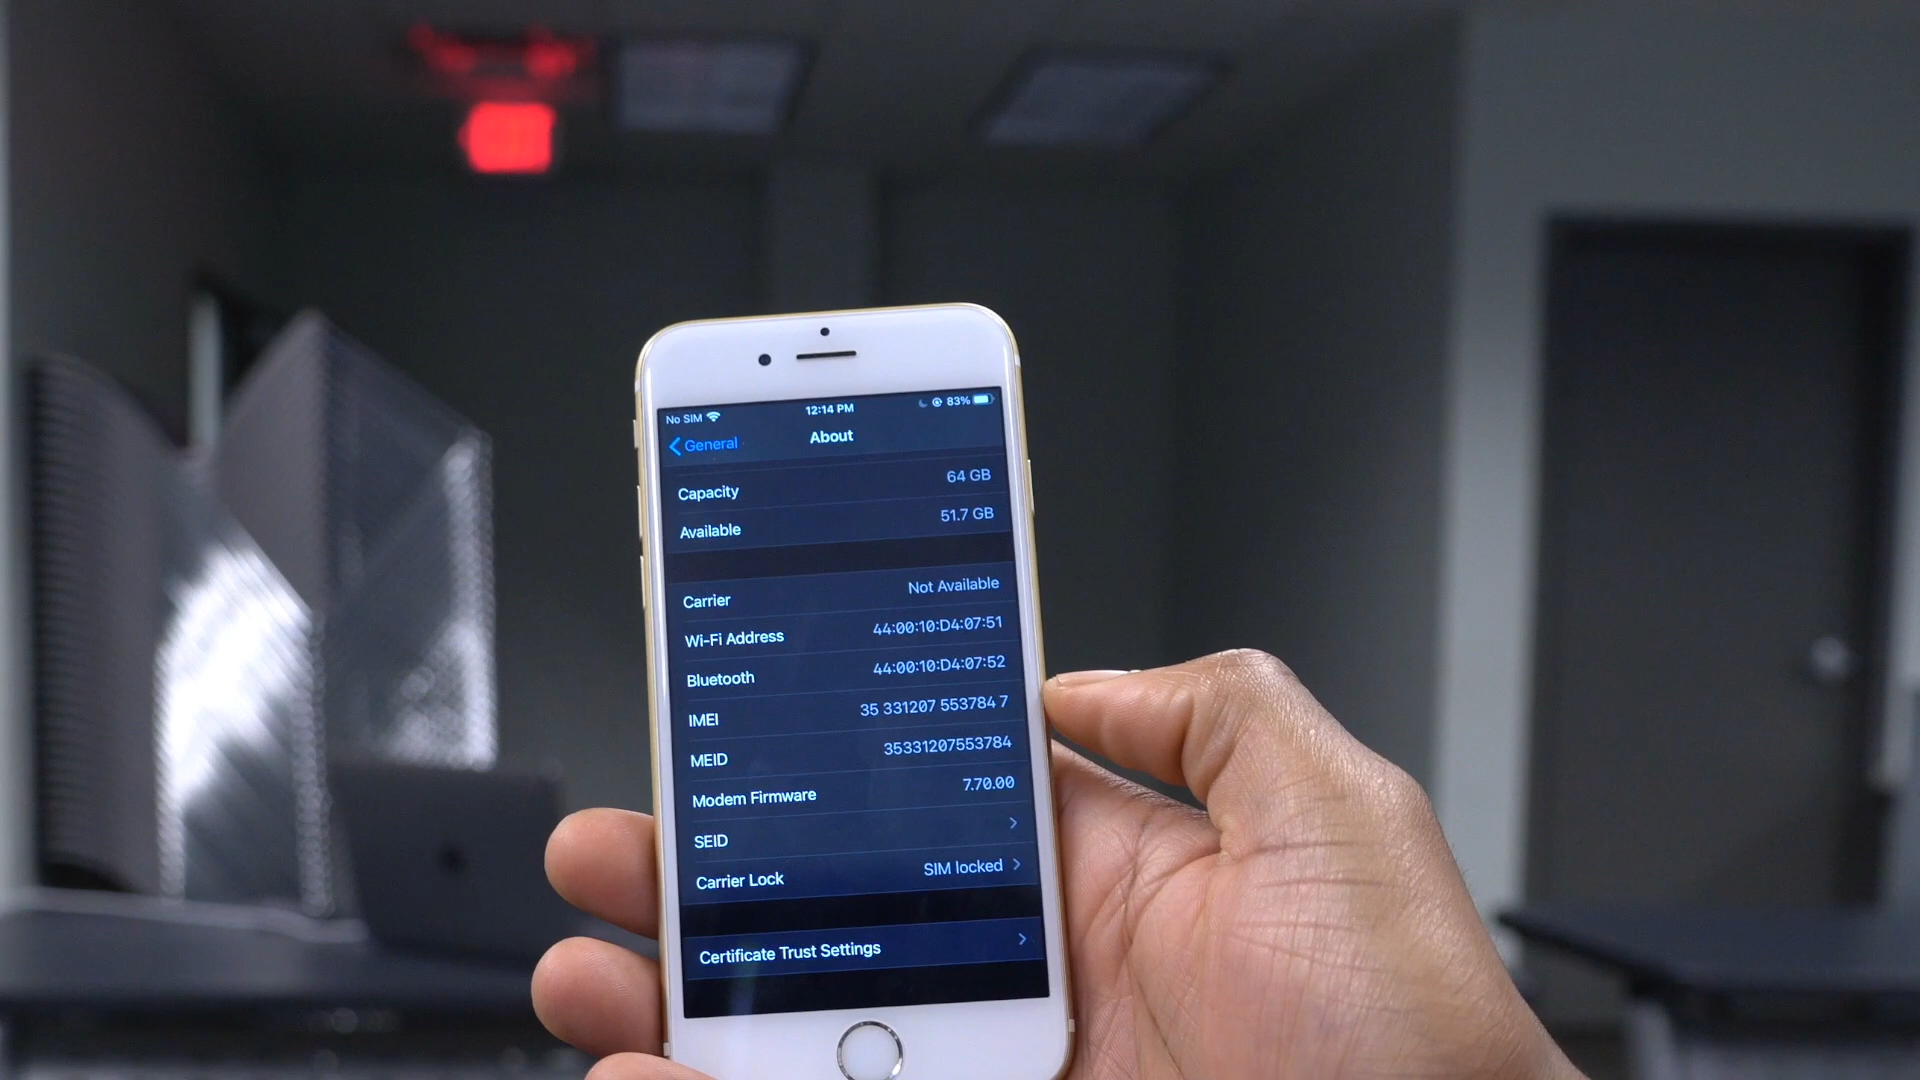 No SIM 12:14 PM 83%
General About
Capacity 64 GB
Available 51.7 GB
Carrier Not Available
Wi-Fi Address 44:00:10:D4:07:51
Bluetooth 44:00:10:D4:07:52
IMEI 35 331207 553784 7
MEID 35331207553784
Modem Firmware 7.70.00
SEID
Carrier Lock SIM locked
Certificate Trust Settings